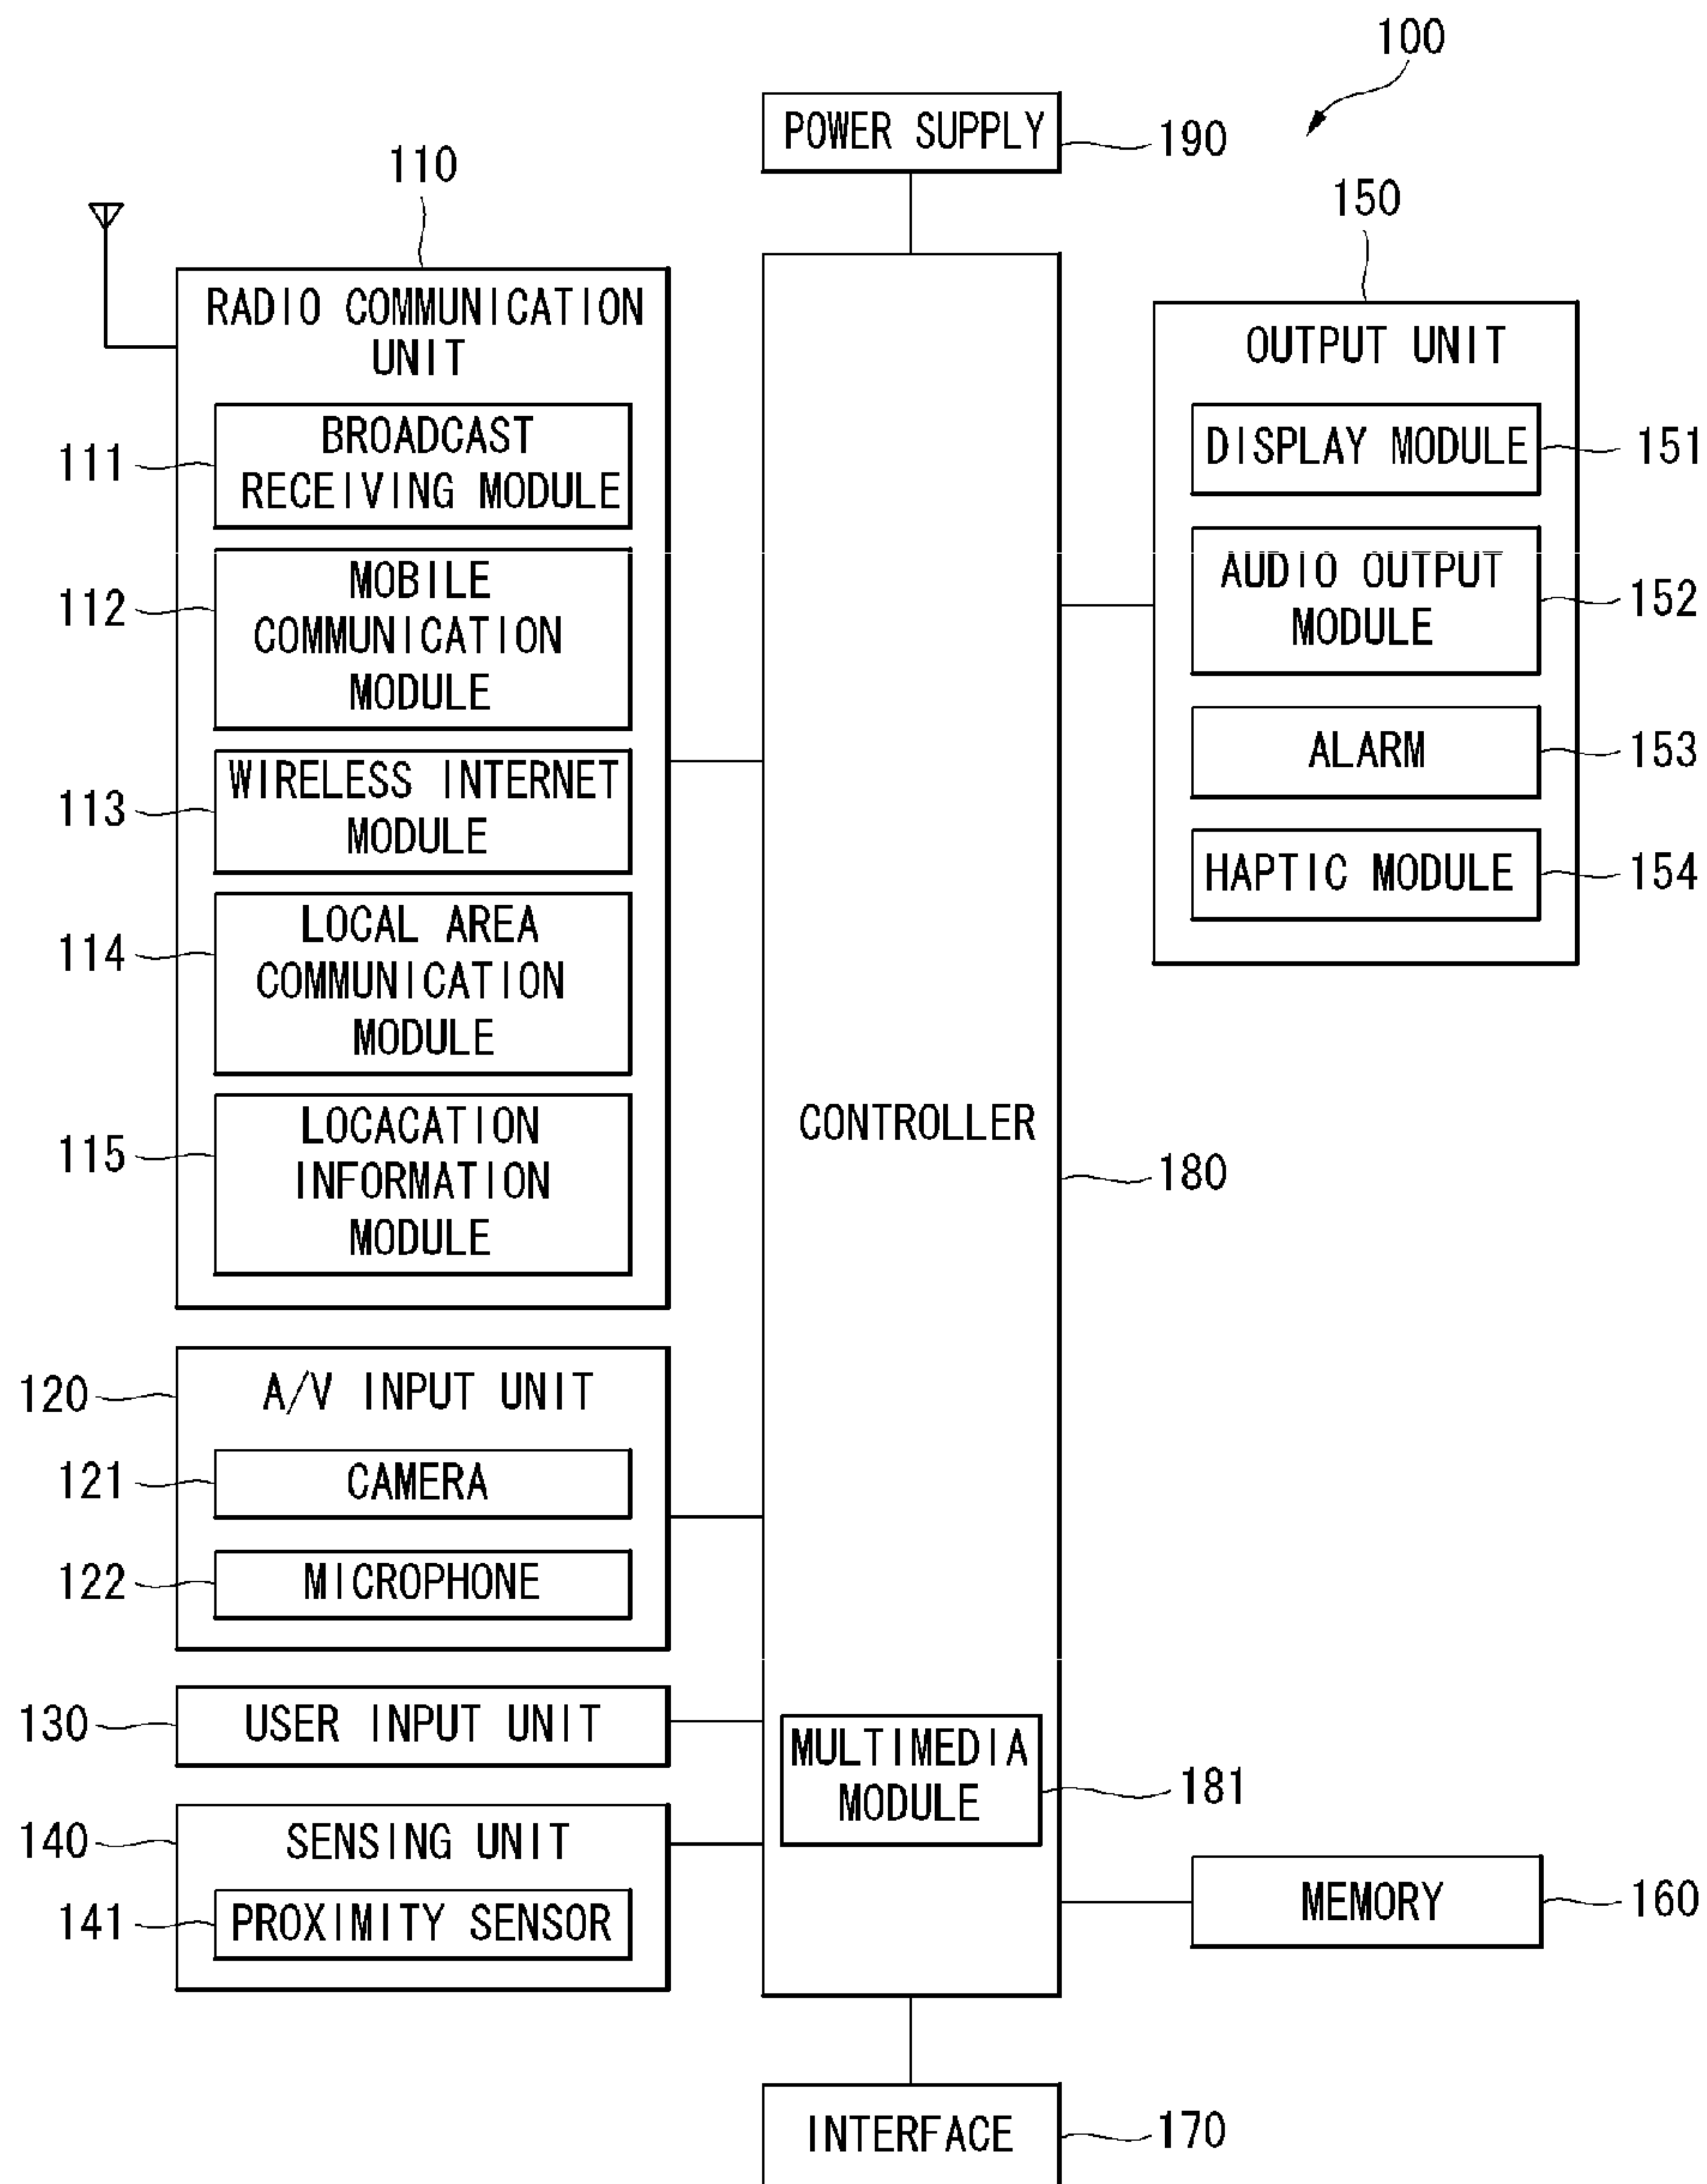 100
POWER SUPPLY
190
110
RADIO COMMUNICATION
UNIT
111
BROADCAST
RECEIVING MODULE
112
MOBILE
COMMUNICATION
MODULE
113
WIRELESS INTERNET
MODULE
114
LOCAL AREA
COMMUNICATION
MODULE
115
LOCACATION
INFORMATION
MODULE
120
A/V INPUT UNIT
121
CAMERA
122
MICROPHONE
130
USER INPUT UNIT
140
SENSING UNIT
141
PROXIMITY SENSOR
CONTROLLER
180
MULTIMEDIA
MODULE
181
150
OUTPUT UNIT
DISPLAY MODULE
151
AUDIO OUTPUT
MODULE
152
ALARM
153
HAPTIC MODULE
154
MEMORY
160
INTERFACE
170